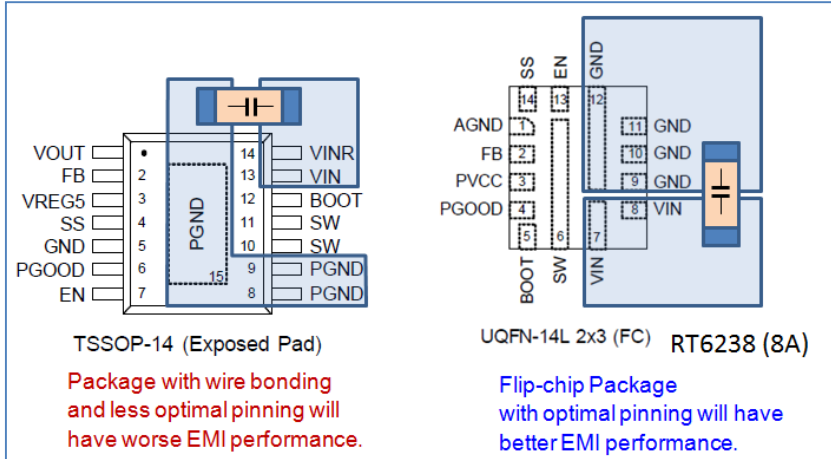 VOUT
FB
VREG5
SS
GND
PGOOD
EN
2
3
4
5
6
7
PGND
15
14
13
12
11
10
9
8
VINR
VIN
BOOT
SW
SW
PGND
PGND
TSSOP-14 (Exposed Pad)
Package with wire bonding
and less optimal pinning will
have worse EMI performance.
SS
EN
GND
14
13
12
AGND
FB
PVCC
PGOOD
1
2
3
4
11
10
9
8
GND
GND
GND
VIN
5
6
7
BOOT
SW
VIN
UQFN-14L 2x3 (FC)
RT6238 (8A)
Flip-chip Package
with optimal pinning will have
better EMI performance.